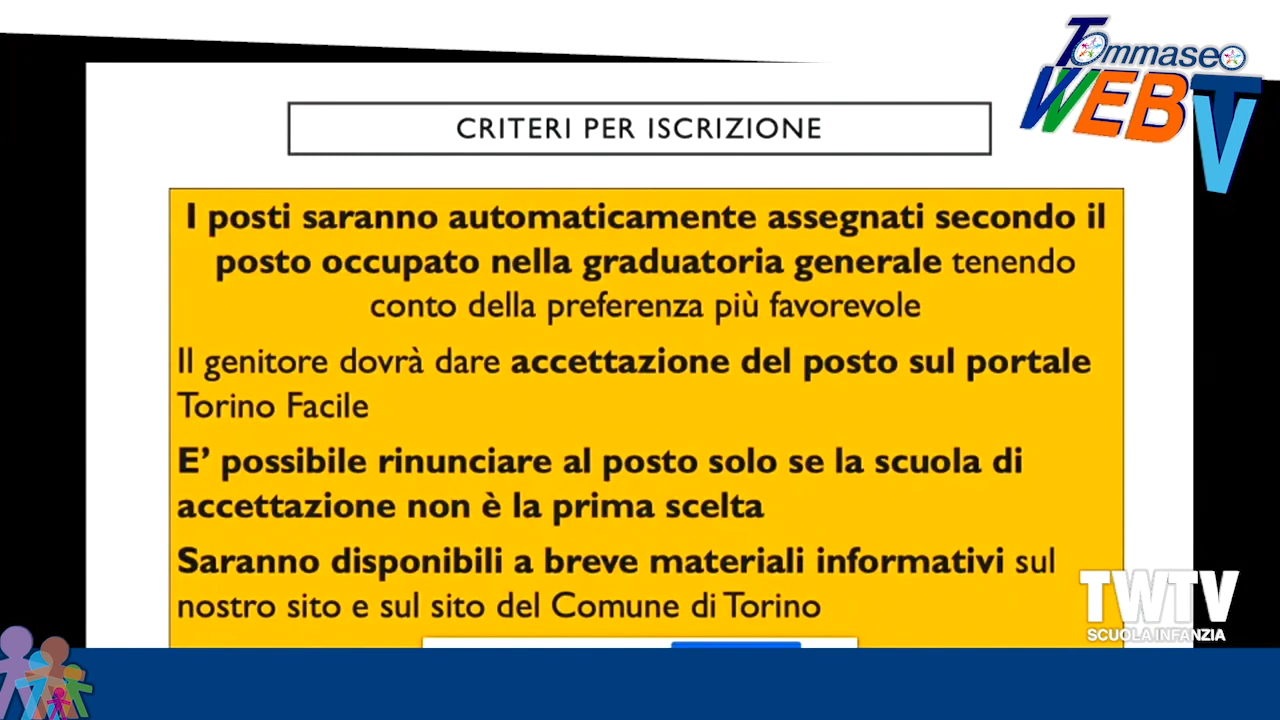 Tommaseo
WEB TV
CRITERI PER ISCRIZIONE
I posti saranno automaticamente assegnati secondo il
posto occupato nella graduatoria generale tenendo
conto della preferenza più favorevole
Il genitore dovrà dare accettazione del posto sul portale
Torino Facile
E' possibile rinunciare al posto solo se la scuola di
accettazione non è la prima scelta
Saranno disponibili a breve materiali informativi sul
nostro sito e sul sito del Comune di Torino
TWTV
SCUOLA INFANZIA